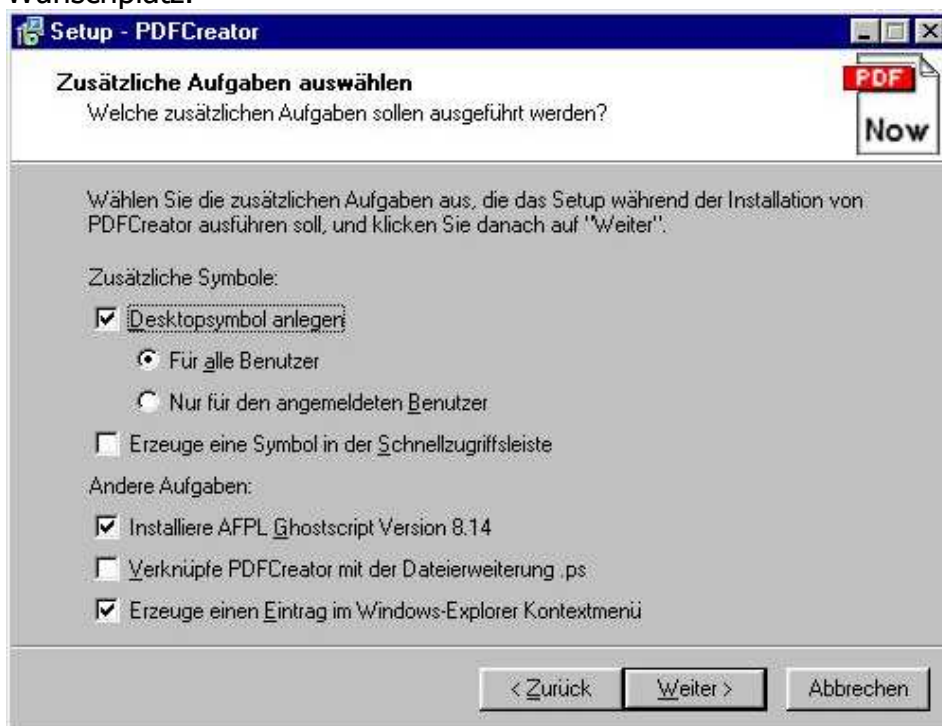 Wunschplatz.
Setup - PDFCreator
Zusätzliche Aufgaben auswählen
Welche zusätzlichen Aufgaben sollen ausgeführt werden?
PDF
Now
Wählen Sie die zusätzlichen Aufgaben aus, die das Setup während der Installation von
PDFCreator ausführen soll, und klicken Sie danach auf "Weiter".
Zusätzliche Symbole:
Desktopsymbol anlegen
Für alle Benutzer
Nur für den angemeldeten Benutzer
Erzeuge eine Symbol in der Schnellzugriffsleiste
Andere Aufgaben:
Installiere AFPL Ghostscript Version 8.14
Verknüpfe PDFCreator mit der Dateierweiterung .ps
Erzeuge einen Eintrag im Windows-Explorer Kontextmenü
< Zurück Weiter > Abbrechen